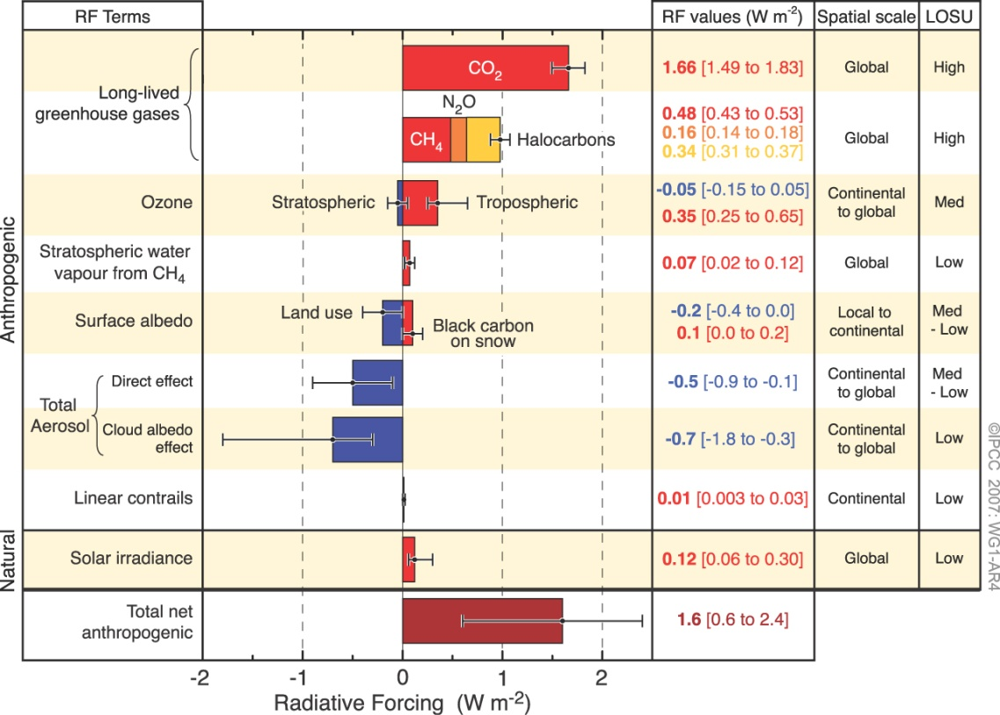 RF Terms
RF values (W m-2)
Spatial scale
LOSU
Anthropogenic
Long-lived
greenhouse gases
CO2
1.66 [1.49 to 1.83]
Global
High
N2O
CH4
Halocarbons
0.48 [0.43 to 0.53]
0.16 [0.14 to 0.18]
0.34 [0.31 to 0.37]
Global
High
Ozone
Stratospheric
Tropospheric
-0.05 [-0.15 to 0.05]
0.35 [0.25 to 0.65]
Continental
to global
Med
Stratospheric water
vapour from CH4
0.07 [0.02 to 0.12]
Global
Low
Surface albedo
Land use
Black carbon
on snow
-0.2 [-0.4 to 0.0]
0.1 [0.0 to 0.2]
Local to
continental
Med
- Low
Total
Aerosol
Direct effect
-0.5 [-0.9 to -0.1]
Continental
to global
Med
- Low
Cloud albedo
effect
-0.7 [-1.8 to -0.3]
Continental
to global
Low
Linear contrails
0.01 [0.003 to 0.03]
Continental
Low
Natural
Solar irradiance
0.12 [0.06 to 0.30]
Global
Low
Total net
anthropogenic
1.6 [0.6 to 2.4]
-2 -1 0 1 2
Radiative Forcing (W m-2)
©IPCC 2007: WG1-AR4